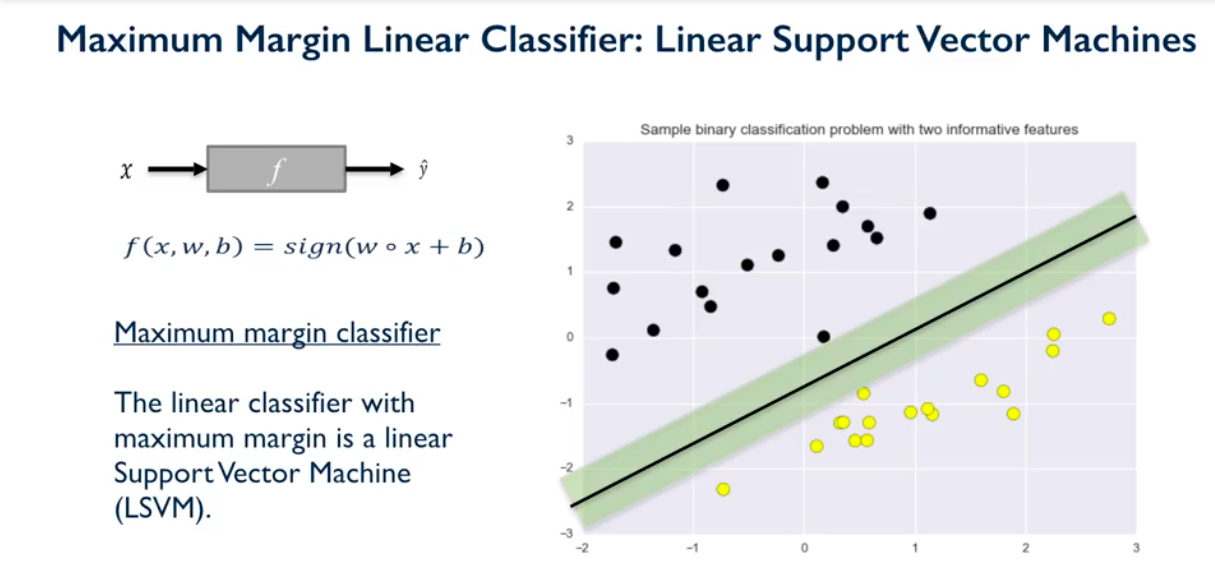 Maximum Margin Linear Classifier: Linear Support Vector Machines
x
f
ŷ
f(x, w, b) = sign(w ∘ x + b)
Maximum margin classifier
The linear classifier with
maximum margin is a linear
Support Vector Machine
(LSVM).
Sample binary classification problem with two informative features
3
2
1
0
−1
−2
−3
−2 −1 0 1 2 3